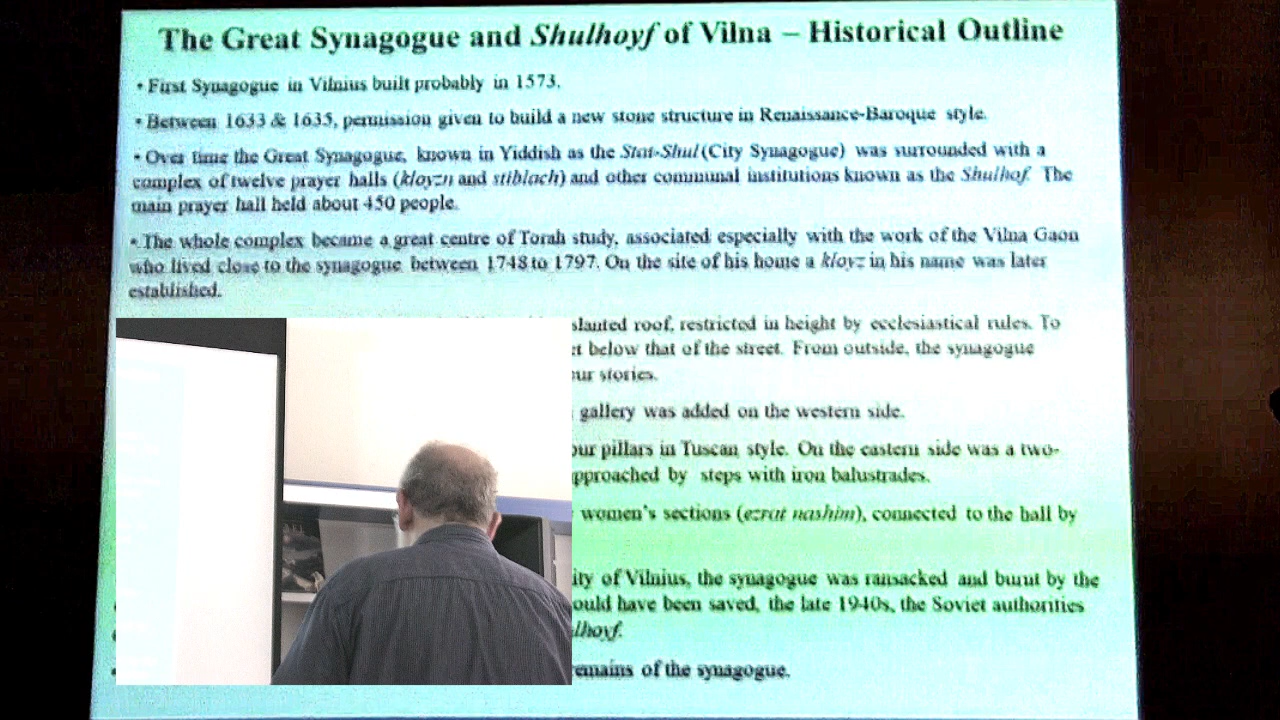 The Great Synagogue and Shulhoyf of Vilna – Historical Outline
• First Synagogue in Vilnius built probably in 1573.
• Between 1633 & 1635, permission given to build a new stone structure in Renaissance-Baroque style.
• Over time the Great Synagogue, known in Yiddish as the Stat-Shul (City Synagogue) was surrounded with a
complex of twelve prayer halls (kloyzn and stiblach) and other communal institutions known as the Shulhof. The
main prayer hall held about 450 people.
• The whole complex became a great centre of Torah study, associated especially with the work of the Vilna Gaon
who lived close to the synagogue between 1748 to 1797. On the site of his home a kloyz in his name was later
established.
slanted roof, restricted in height by ecclesiastical rules. To
below that of the street. From outside, the synagogue
stories.
gallery was added on the western side.
pillars in Tuscan style. On the eastern side was a two-
by steps with iron balustrades.
women's sections (ezrat nashim), connected to the hall by
of Vilnius, the synagogue was ransacked and burnt by the
have been saved, the late 1940s, the Soviet authorities
of the synagogue.